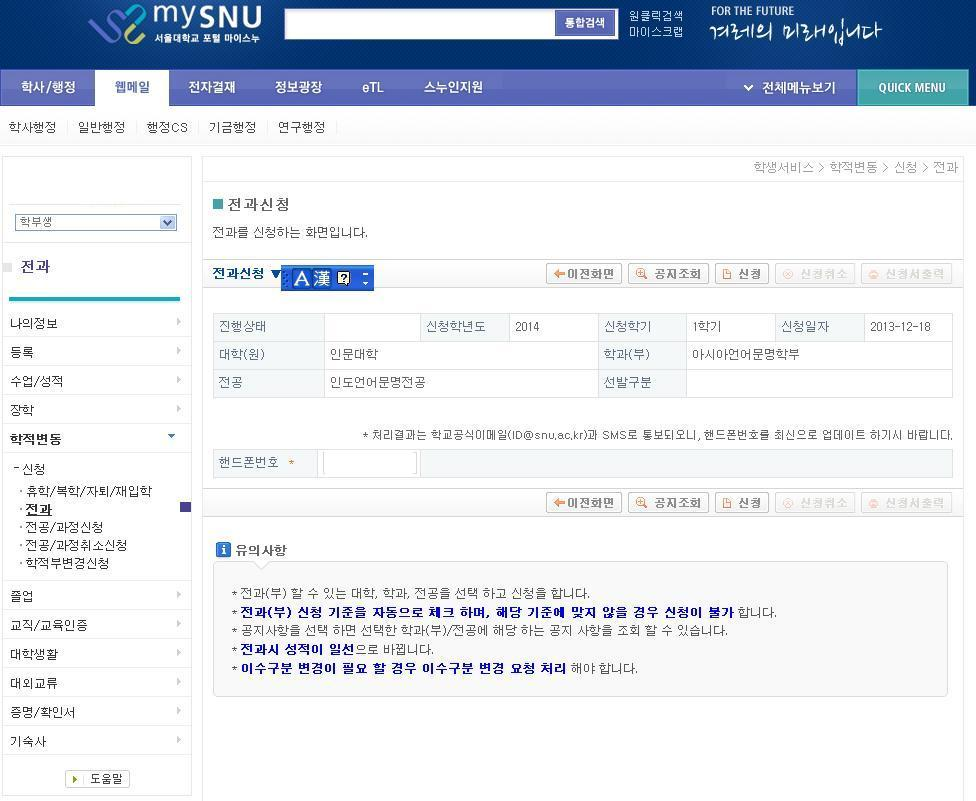 mySNU
서울대학교 포털 마이스누
통합검색
원클릭검색
마이스크랩
FOR THE FUTURE
겨레의 미래입니다
학사/행정 웹메일 전자결재 정보광장 eTL 스누인지원 전체메뉴보기 QUICK MENU
학사행정 일반행정 행정CS 기금행정 연구행정
학생서비스 > 학적변동 > 신청 > 전과
학부생
전과
나의정보
등록
수업/성적
장학
학적변동
- 신청
· 휴학/복학/자퇴/재입학
· 전과
· 전공/과정신청
· 전공/과정취소신청
· 학적부변경신청
졸업
교직/교육인증
대학생활
대외교류
증명/확인서
기숙사
도움말
전과신청
전과를 신청하는 화면입니다.
전과신청 ▼ A 漢 ? 이전화면 공지조회 신청 신청취소 신청서출력
진행상태 신청학년도 2014 신청학기 1학기 신청일자 2013-12-18
대학(원) 인문대학 학과(부) 아시아언어문명학부
전공 인도언어문명전공 선발구분
* 처리결과는 학교공식이메일(ID@snu.ac.kr)과 SMS로 통보되오니, 핸드폰번호를 최신으로 업데이트 하기시 바랍니다.
핸드폰번호 *
이전화면 공지조회 신청 신청취소 신청서출력
유의사항
* 전과(부) 할 수 있는 대학, 학과, 전공을 선택 하고 신청을 합니다.
* 전과(부) 신청 기준을 자동으로 체크 하며, 해당 기준에 맞지 않을 경우 신청이 불가 합니다.
* 공지사항을 선택 하면 선택한 학과(부)/전공에 해당 하는 공지 사항을 조회 할 수 있습니다.
* 전과시 성적이 일선으로 바뀝니다.
* 이수구분 변경이 필요 할 경우 이수구분 변경 요청 처리 해야 합니다.